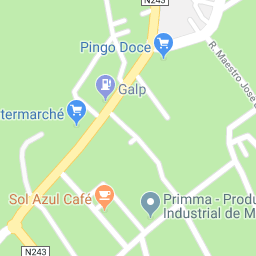 N243
Pingo Doce
R. Maestro José
Galp
termarché
Sol Azul Café
Primma - Produ
Industrial de M
N243